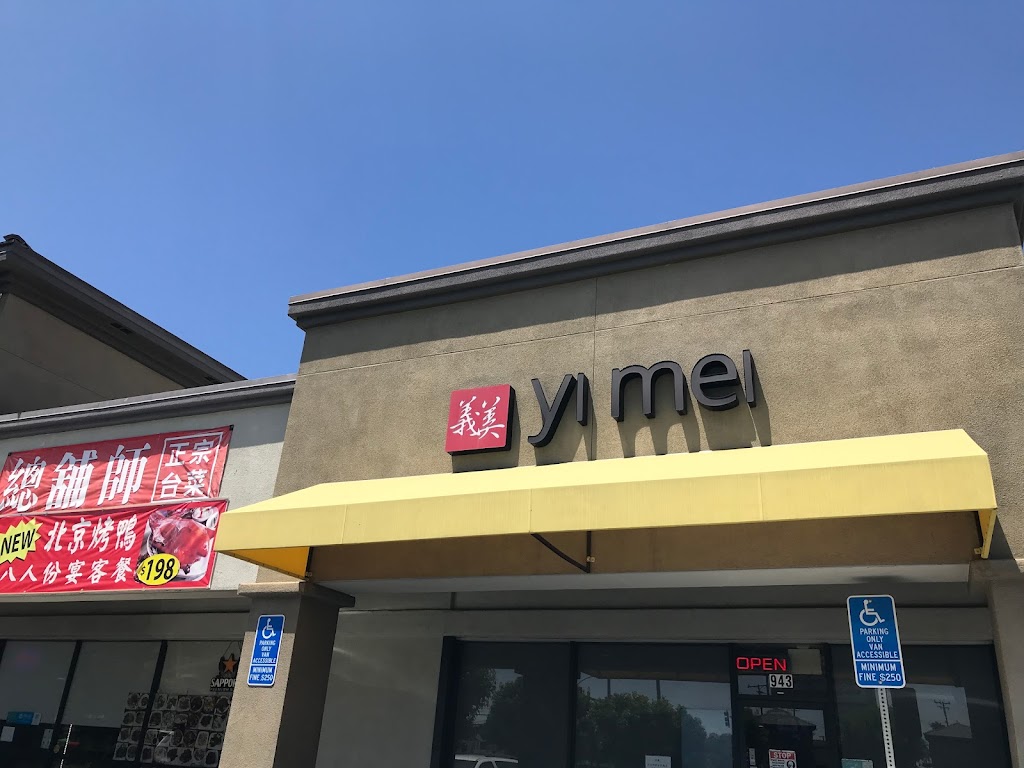 總舖師
正宗
台菜
NEW
北京烤鴨
八人份宴客餐
$198
義美
yi mei
PARKING
ONLY
VAN
ACCESSIBLE
MINIMUM
FINE $250
SAPPORO
OPEN
943
STOP
PARKING
ONLY
VAN
ACCESSIBLE
MINIMUM
FINE $250